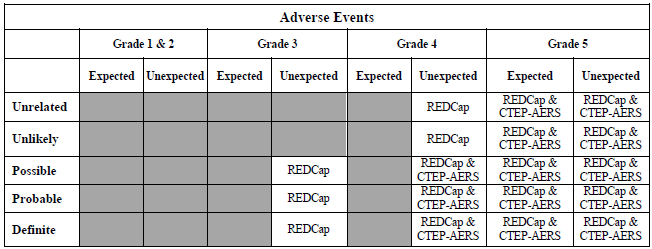 Adverse Events
Grade 1 & 2 Grade 3 Grade 4 Grade 5
Expected Unexpected Expected Unexpected Expected Unexpected Expected Unexpected
Unrelated REDCap REDCap & CTEP-AERS REDCap & CTEP-AERS
Unlikely REDCap REDCap & CTEP-AERS REDCap & CTEP-AERS
Possible REDCap REDCap & CTEP-AERS REDCap & CTEP-AERS REDCap & CTEP-AERS
Probable REDCap REDCap & CTEP-AERS REDCap & CTEP-AERS REDCap & CTEP-AERS
Definite REDCap REDCap & CTEP-AERS REDCap & CTEP-AERS REDCap & CTEP-AERS